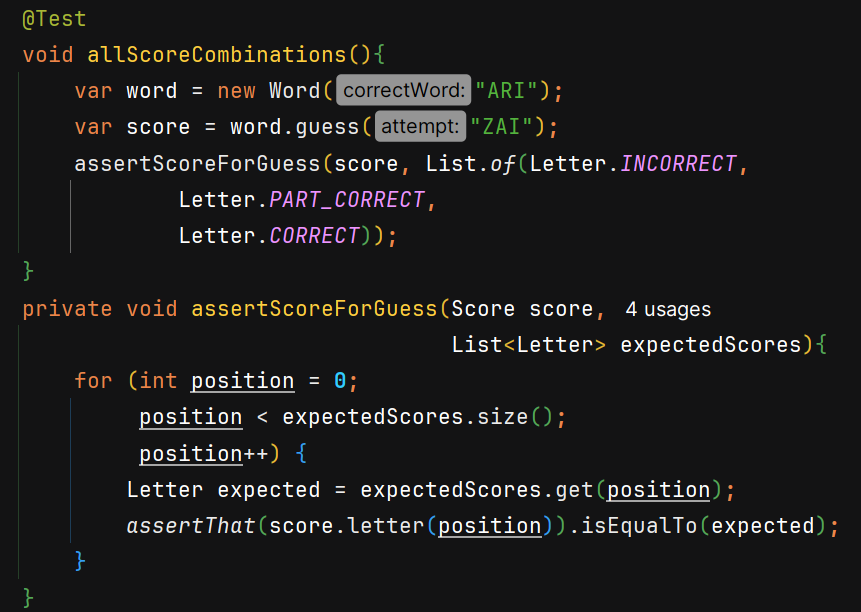 @Test
void allScoreCombinations(){
var word = new Word( correctWord: "ARI");
var score = word.guess( attempt: "ZAI");
assertScoreForGuess(score, List.of(Letter.INCORRECT,
Letter.PART_CORRECT,
Letter.CORRECT));
}
private void assertScoreForGuess(Score score, 4 usages
List<Letter> expectedScores){
for (int position = 0;
position < expectedScores.size();
position++) {
Letter expected = expectedScores.get(position);
assertThat(score.letter(position)).isEqualTo(expected);
}
}